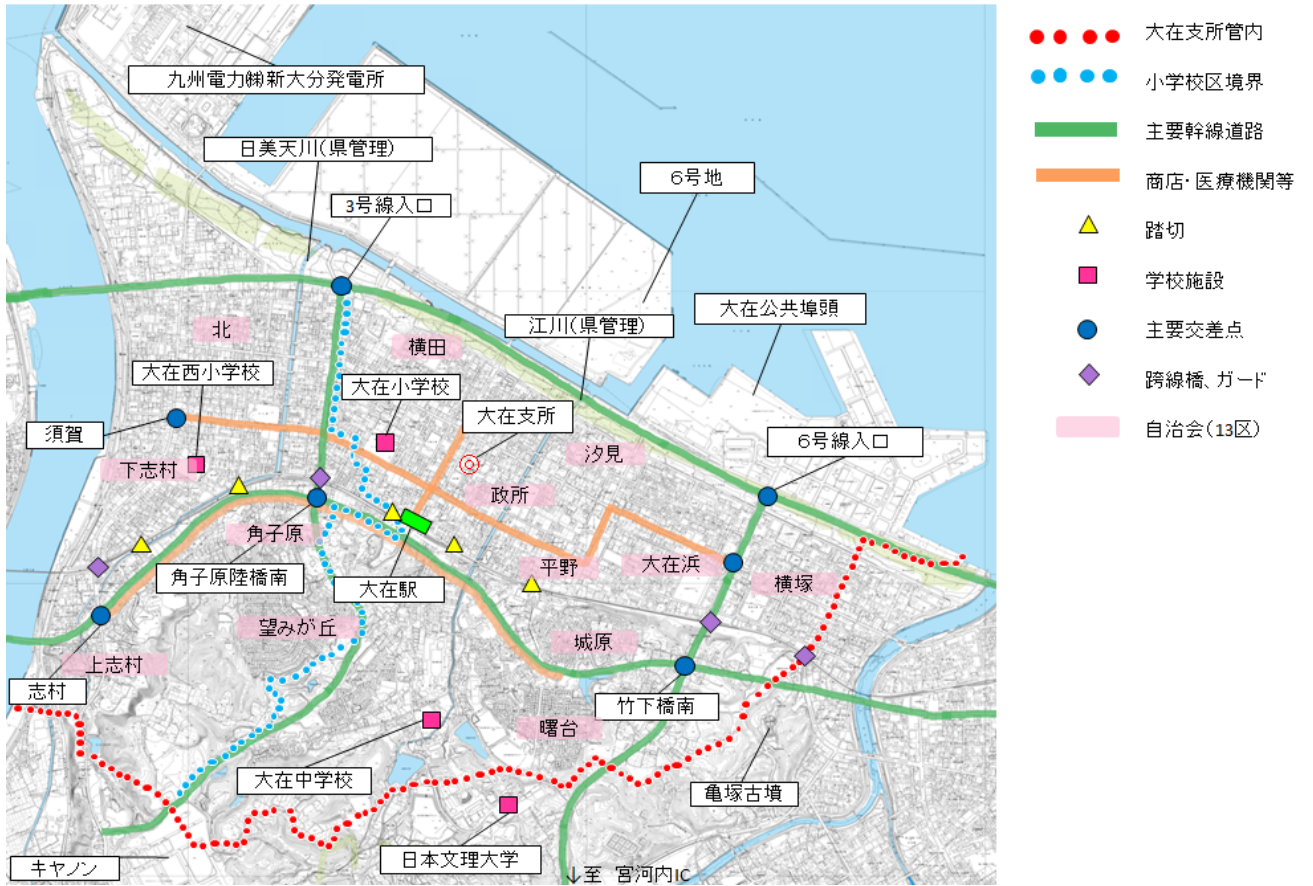 九州電力㈱新大分発電所
日美天川(県管理)
6号地
3号線入口
江川(県管理)
大在公共埠頭
北
横田
大在西小学校
大在小学校
大在支所
6号線入口
須賀
汐見
下志村
政所
角子原
平野
大在浜
横塚
角子原陸橋南
大在駅
望みが丘
城原
上志村
志村
竹下橋南
曙台
大在中学校
亀塚古墳
日本文理大学
キヤノン
↓至 宮河内IC
大在支所管内
小学校区境界
主要幹線道路
商店・医療機関等
踏切
学校施設
主要交差点
跨線橋、ガード
自治会(13区)